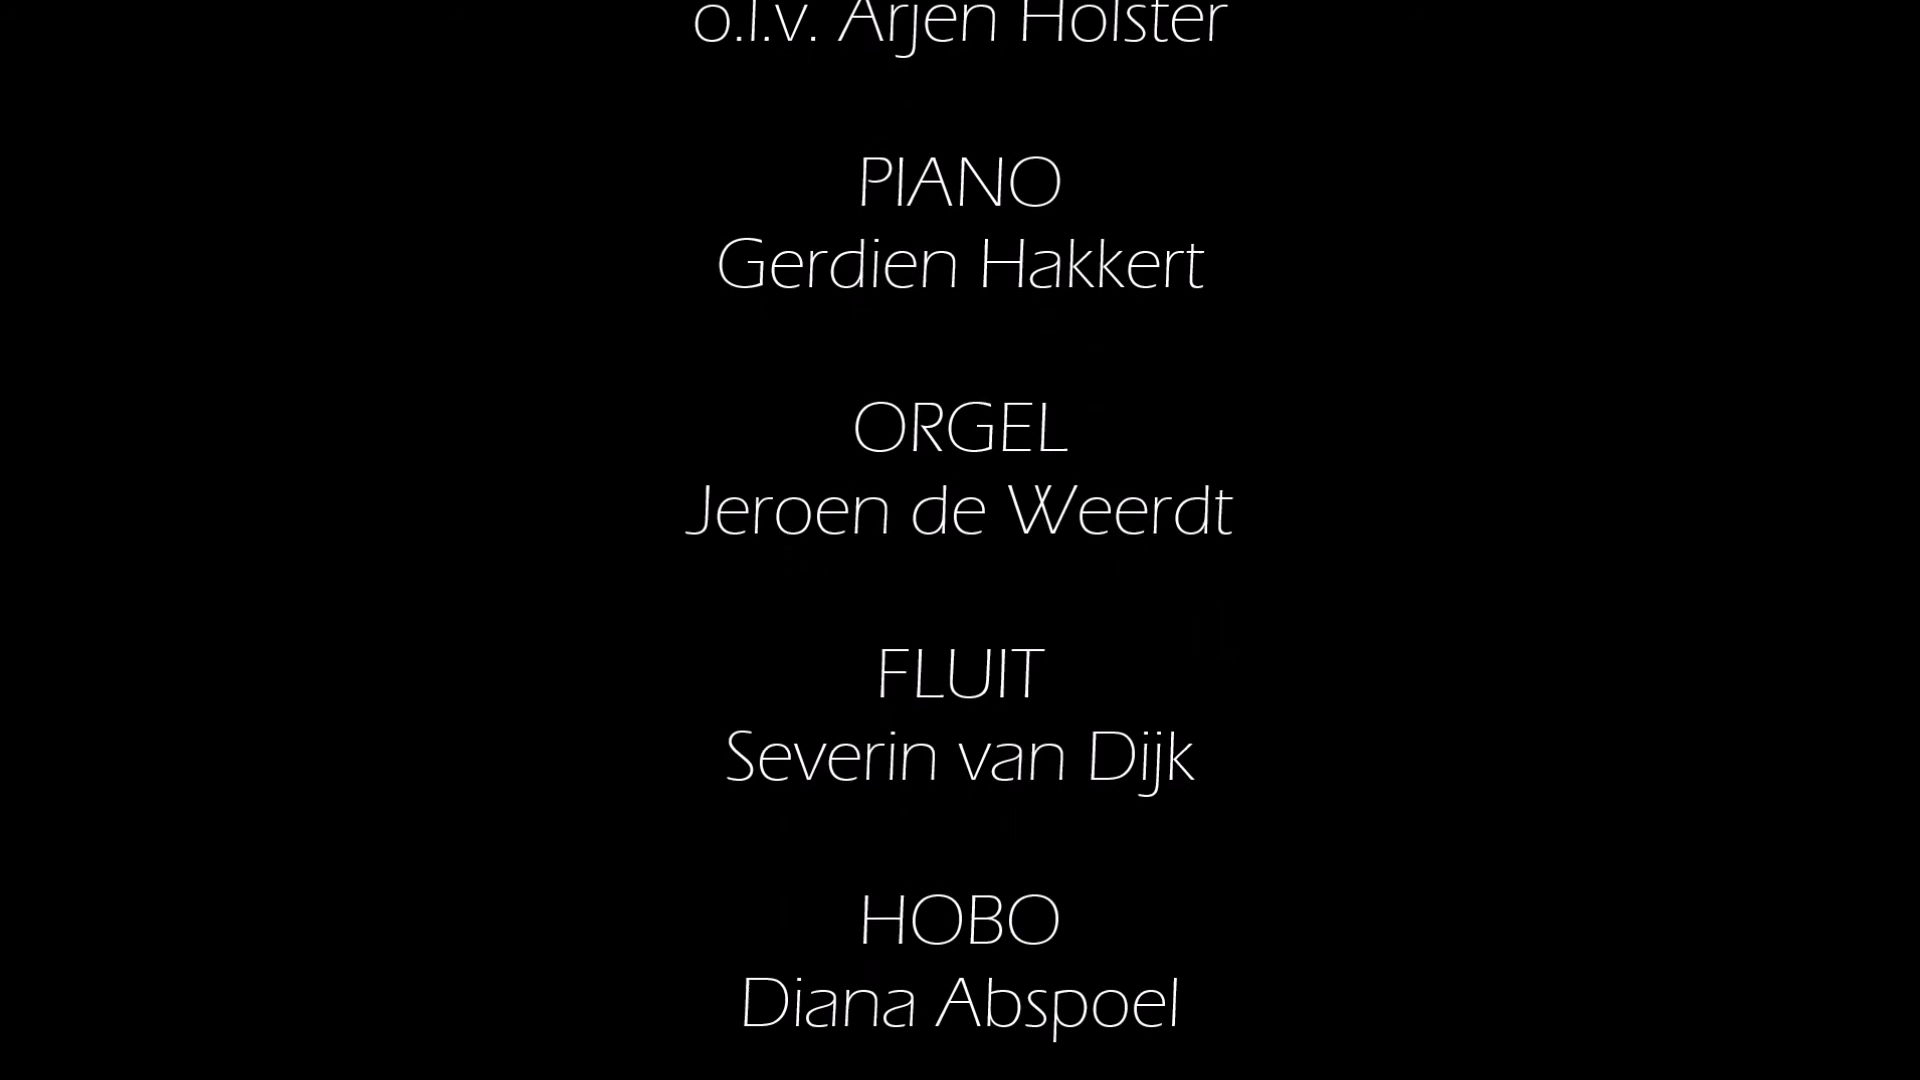 o.l.v. Arjen Holster
PIANO
Gerdien Hakkert
ORGEL
Jeroen de Weerdt
FLUIT
Severin van Dijk
HOBO
Diana Abspoel